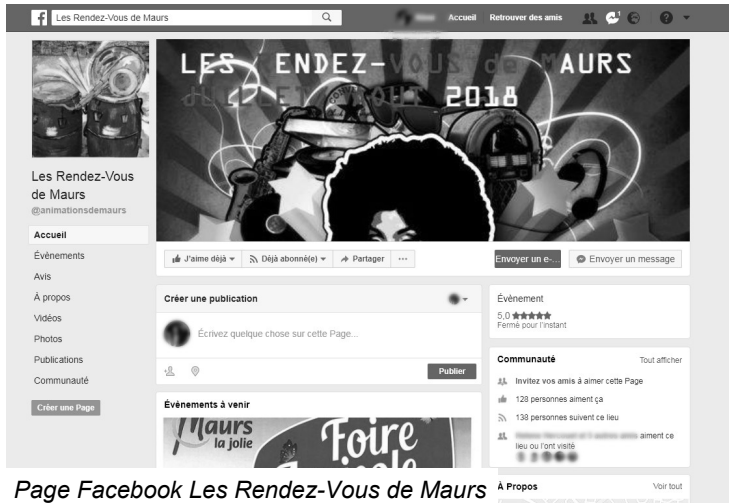 Les Rendez-Vous de Maurs
Accueil Retrouver des amis 1
LES ENDEZ-VOUS de MAURS
JUILLET AOUT 2018
Les Rendez-Vous
de Maurs
@animationsdemaurs
Accueil
Évènements
Avis
À propos
Vidéos
Photos
Publications
Communauté
Créer une Page
J'aime déjà Déjà abonné(e) Partager ...
Envoyer un e-... Envoyer un message
Créer une publication
Écrivez quelque chose sur cette Page...
Publier
Évènements à venir
Maurs
la jolie
Foire
Évènement
5,0 ★★★★★
Fermé pour l'instant
Communauté Tout afficher
Invitez vos amis à aimer cette Page
128 personnes aiment ça
138 personnes suivent ce lieu
aiment ce
lieu ou l'ont visité
À Propos Voir tout
Page Facebook Les Rendez-Vous de Maurs